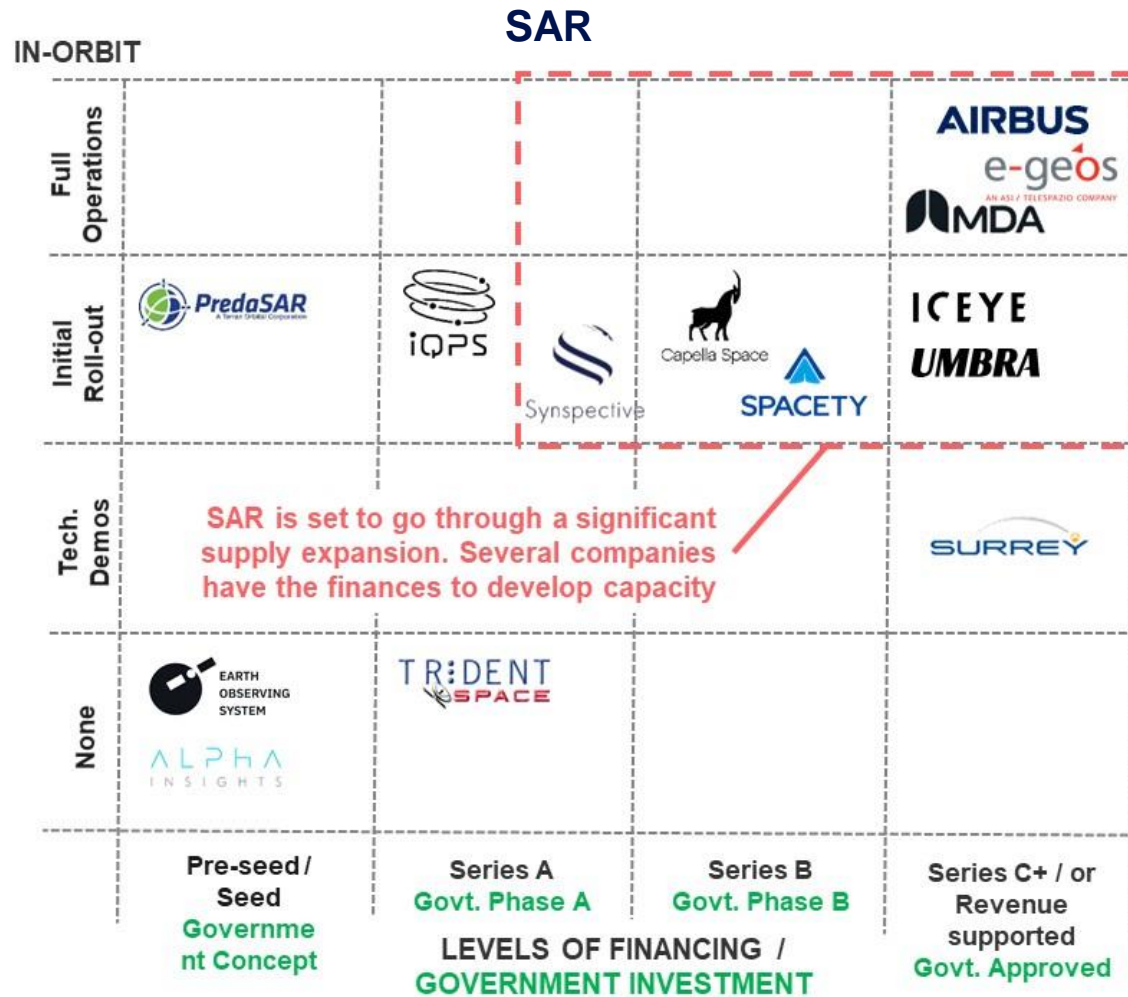 SAR
IN-ORBIT
Full
Operations
AIRBUS
e-geos
AN ASI / TELESPAZIO COMPANY
MDA
Initial
Roll-out
PredaSAR
A Terran Orbital Corporation
iQPS
Synspective
Capella Space
SPACETY
ICEYE
UMBRA
Tech.
Demos
SAR is set to go through a significant
supply expansion. Several companies
have the finances to develop capacity
SURREY
None
EARTH
OBSERVING
SYSTEM
ALPHA
INSIGHTS
TRIDENT
SPACE
Pre-seed /
Seed
Governme
nt Concept
Series A
Govt. Phase A
Series B
Govt. Phase B
Series C+ / or
Revenue
supported
Govt. Approved
LEVELS OF FINANCING /
GOVERNMENT INVESTMENT